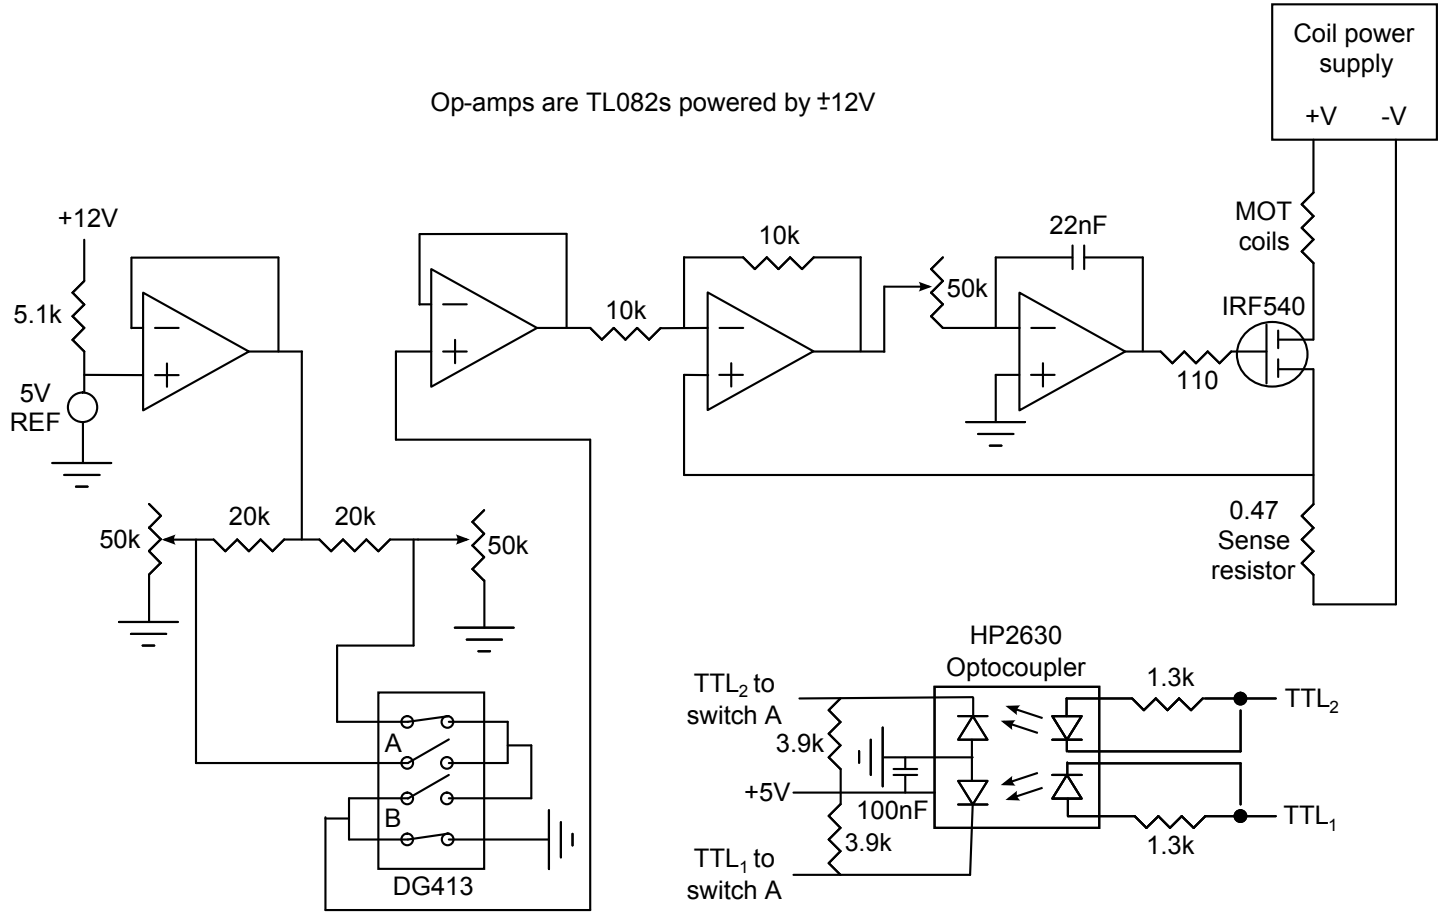 Coil power
supply
+V -V
Op-amps are TL082s powered by ±12V
+12V
5.1k
5V
REF
10k
10k
50k
22nF
MOT
coils
IRF540
110
50k
20k
20k
50k
0.47
Sense
resistor
A
B
DG413
HP2630
Optocoupler
TTL₂ to
switch A
3.9k
+5V
100nF
3.9k
TTL₁ to
switch A
1.3k
TTL₂
TTL₁
1.3k